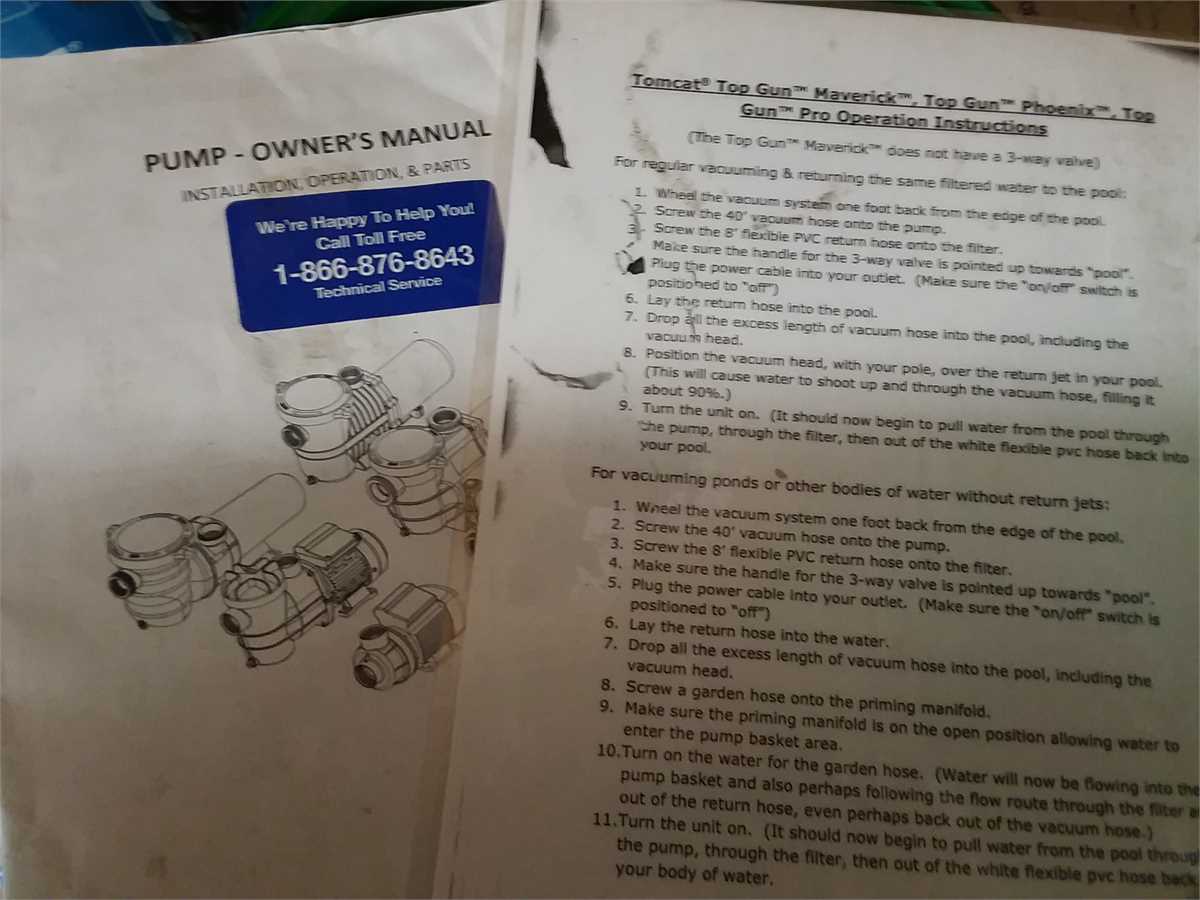 PUMP - OWNER'S MANUAL
INSTALLATION, OPERATION, & PARTS
We're Happy To Help You!
Call Toll Free
1-866-876-8643
Technical Service
Tomcat® Top Gun™ Maverick™, Top Gun™ Phoenix™, Top
Gun™ Pro Operation Instructions
(The Top Gun™ Maverick™ does not have a 3-way valve)
For regular vacuuming & returning the same filtered water to the pool:
1. Wheel the vacuum system one foot back from the edge of the pool.
2. Screw the 40' vacuum hose onto the pump.
3. Screw the 8' flexible PVC return hose onto the filter.
Make sure the handle for the 3-way valve is pointed up towards "pool".
Plug the power cable into your outlet. (Make sure the "on/off" switch is
positioned to "off")
6. Lay the return hose into the pool.
7. Drop all the excess length of vacuum hose into the pool, including the
vacuum head.
8. Position the vacuum head, with your pole, over the return jet in your pool.
(This will cause water to shoot up and through the vacuum hose, filling it
about 90%.)
9. Turn the unit on. (It should now begin to pull water from the pool through
the pump, through the filter, then out of the white flexible pvc hose back into
your pool.
For vacuuming ponds or other bodies of water without return jets:
1. Wheel the vacuum system one foot back from the edge of the pool.
2. Screw the 40' vacuum hose onto the pump.
3. Screw the 8' flexible PVC return hose onto the filter.
4. Make sure the handle for the 3-way valve is pointed up towards "pool".
5. Plug the power cable into your outlet. (Make sure the "on/off" switch is
positioned to "off")
6. Lay the return hose into the water.
7. Drop all the excess length of vacuum hose into the pool, including the
vacuum head.
8. Screw a garden hose onto the priming manifold.
9. Make sure the priming manifold is on the open position allowing water to
enter the pump basket area.
10.Turn on the water for the garden hose. (Water will now be flowing into the
pump basket and also perhaps following the flow route through the filter
out of the return hose, even perhaps back out of the vacuum hose.)
11.Turn the unit on. (It should now begin to pull water from the pool throug
the pump, through the filter, then out of the white flexible pvc hose back
your body of water.